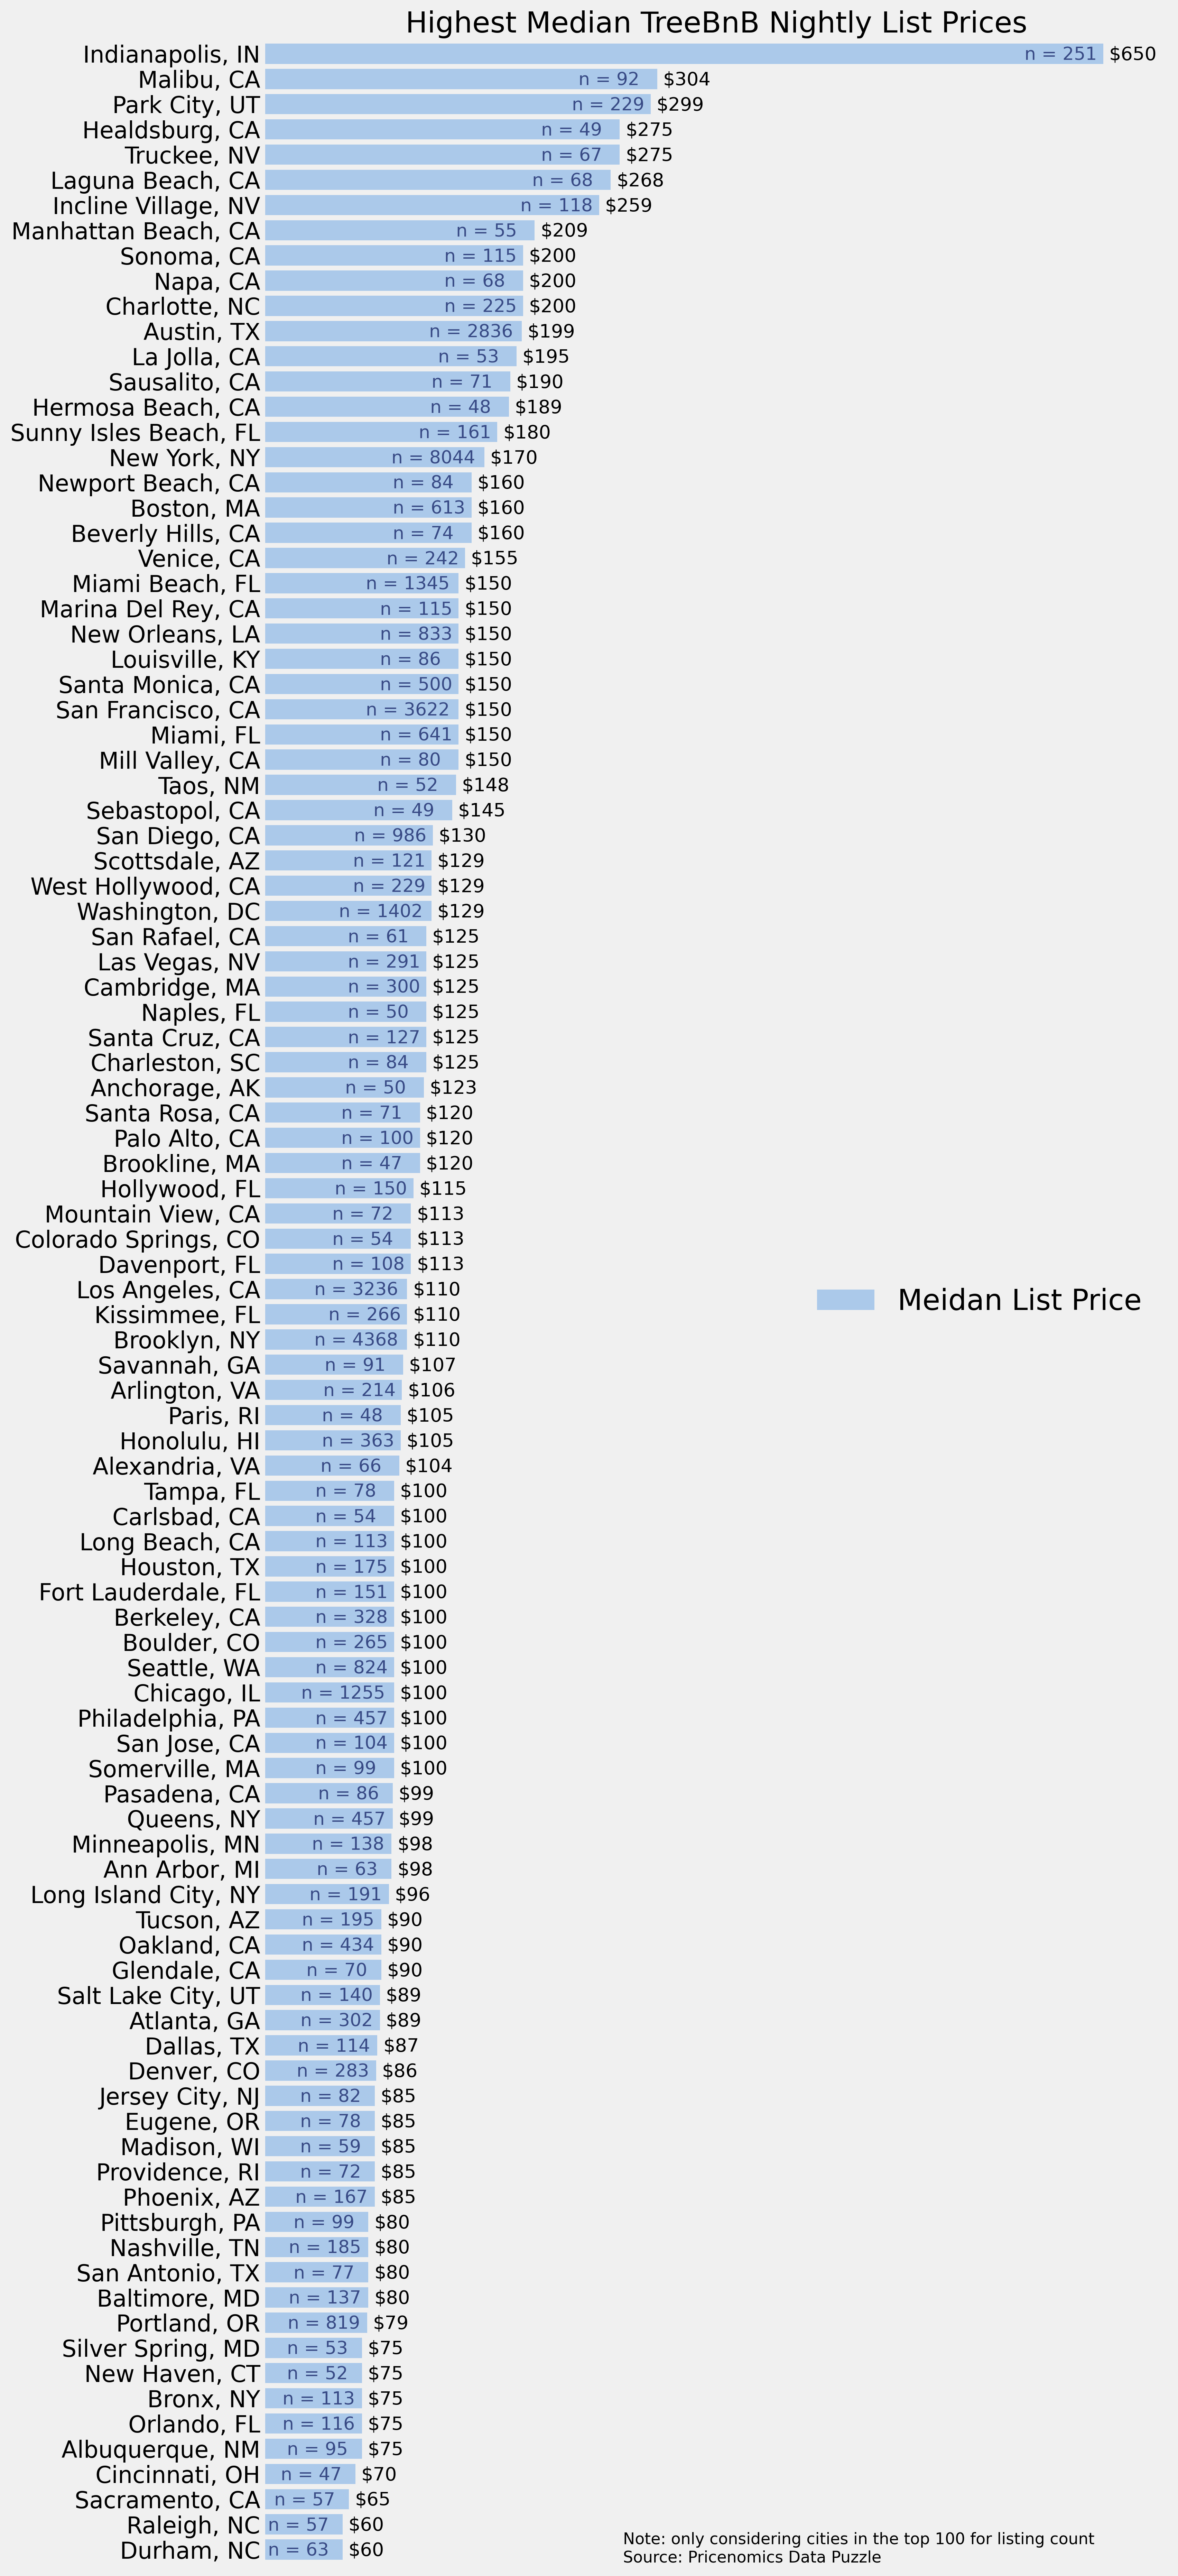 Highest Median TreeBnB Nightly List Prices
Indianapolis, IN n = 251 $650
Malibu, CA n = 92 $304
Park City, UT n = 229 $299
Healdsburg, CA n = 49 $275
Truckee, NV n = 67 $275
Laguna Beach, CA n = 68 $268
Incline Village, NV n = 118 $259
Manhattan Beach, CA n = 55 $209
Sonoma, CA n = 115 $200
Napa, CA n = 68 $200
Charlotte, NC n = 225 $200
Austin, TX n = 2836 $199
La Jolla, CA n = 53 $195
Sausalito, CA n = 71 $190
Hermosa Beach, CA n = 48 $189
Sunny Isles Beach, FL n = 161 $180
New York, NY n = 8044 $170
Newport Beach, CA n = 84 $160
Boston, MA n = 613 $160
Beverly Hills, CA n = 74 $160
Venice, CA n = 242 $155
Miami Beach, FL n = 1345 $150
Marina Del Rey, CA n = 115 $150
New Orleans, LA n = 833 $150
Louisville, KY n = 86 $150
Santa Monica, CA n = 500 $150
San Francisco, CA n = 3622 $150
Miami, FL n = 641 $150
Mill Valley, CA n = 80 $150
Taos, NM n = 52 $148
Sebastopol, CA n = 49 $145
San Diego, CA n = 986 $130
Scottsdale, AZ n = 121 $129
West Hollywood, CA n = 229 $129
Washington, DC n = 1402 $129
San Rafael, CA n = 61 $125
Las Vegas, NV n = 291 $125
Cambridge, MA n = 300 $125
Naples, FL n = 50 $125
Santa Cruz, CA n = 127 $125
Charleston, SC n = 84 $125
Anchorage, AK n = 50 $123
Santa Rosa, CA n = 71 $120
Palo Alto, CA n = 100 $120
Brookline, MA n = 47 $120
Hollywood, FL n = 150 $115
Mountain View, CA n = 72 $113
Colorado Springs, CO n = 54 $113
Davenport, FL n = 108 $113
Los Angeles, CA n = 3236 $110
Meidan List Price
Kissimmee, FL n = 266 $110
Brooklyn, NY n = 4368 $110
Savannah, GA n = 91 $107
Arlington, VA n = 214 $106
Paris, RI n = 48 $105
Honolulu, HI n = 363 $105
Alexandria, VA n = 66 $104
Tampa, FL n = 78 $100
Carlsbad, CA n = 54 $100
Long Beach, CA n = 113 $100
Houston, TX n = 175 $100
Fort Lauderdale, FL n = 151 $100
Berkeley, CA n = 328 $100
Boulder, CO n = 265 $100
Seattle, WA n = 824 $100
Chicago, IL n = 1255 $100
Philadelphia, PA n = 457 $100
San Jose, CA n = 104 $100
Somerville, MA n = 99 $100
Pasadena, CA n = 86 $99
Queens, NY n = 457 $99
Minneapolis, MN n = 138 $98
Ann Arbor, MI n = 63 $98
Long Island City, NY n = 191 $96
Tucson, AZ n = 195 $90
Oakland, CA n = 434 $90
Glendale, CA n = 70 $90
Salt Lake City, UT n = 140 $89
Atlanta, GA n = 302 $89
Dallas, TX n = 114 $87
Denver, CO n = 283 $86
Jersey City, NJ n = 82 $85
Eugene, OR n = 78 $85
Madison, WI n = 59 $85
Providence, RI n = 72 $85
Phoenix, AZ n = 167 $85
Pittsburgh, PA n = 99 $80
Nashville, TN n = 185 $80
San Antonio, TX n = 77 $80
Baltimore, MD n = 137 $80
Portland, OR n = 819 $79
Silver Spring, MD n = 53 $75
New Haven, CT n = 52 $75
Bronx, NY n = 113 $75
Orlando, FL n = 116 $75
Albuquerque, NM n = 95 $75
Cincinnati, OH n = 47 $70
Sacramento, CA n = 57 $65
Raleigh, NC n = 57 $60
Durham, NC n = 63 $60
Note: only considering cities in the top 100 for listing count
Source: Pricenomics Data Puzzle